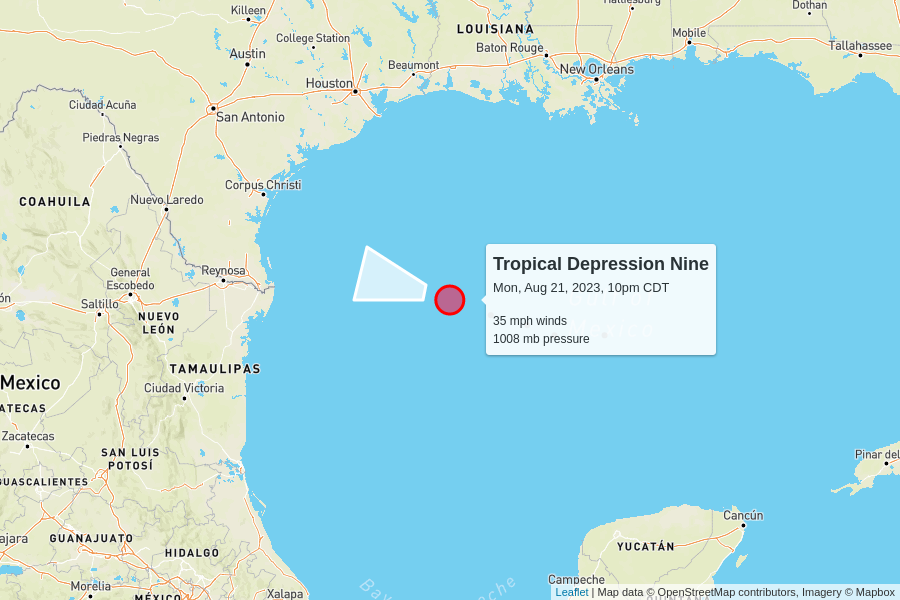 Killeen
Dothan
College Station
LOUISIANA
Mobile
Baton Rouge
Tallahassee
Austin
Beaumont
New Orleans
Houston
Ciudad Acuña
San Antonio
Piedras Negras
Corpus Christi
COAHUILA
Nuevo Laredo
General
Escobedo
Reynosa
Saltillo
NUEVO
LEÓN
Tropical Depression Nine
Mon, Aug 21, 2023, 10pm CDT
35 mph winds
1008 mb pressure
Mexico
TAMAULIPAS
Mexico
Ciudad Victoria
ATECAS
Zacatecas
SAN LUIS
POTOSÍ
Pinar del
GUASCALIENTES
Cancún
GUANAJUATO
ajara
HIDALGO
YUCATÁN
Morelia
MÉXICO
Xalapa
Campeche
Leaflet | Map data © OpenStreetMap contributors, Imagery © Mapbox